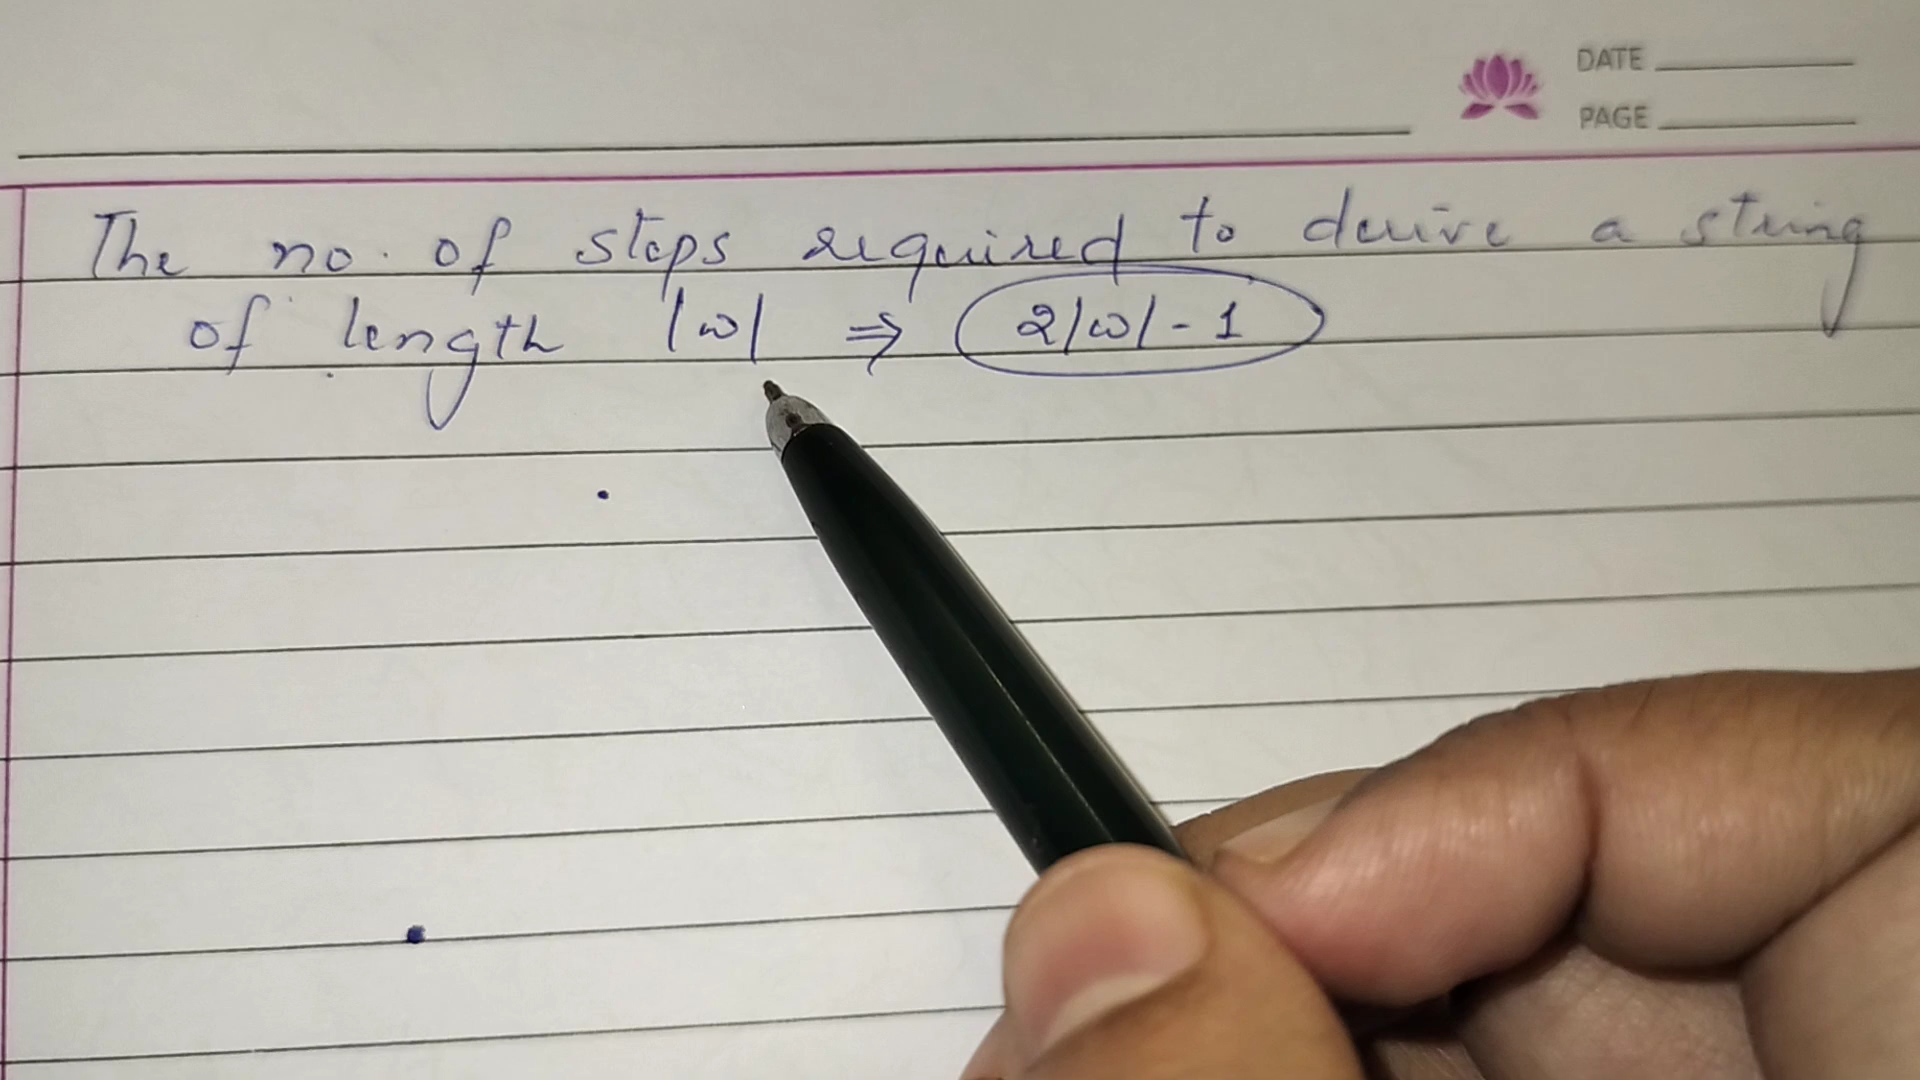 DATE
PAGE
The no. of steps required to derive a string
of length |w| ⇒ 2|w|-1